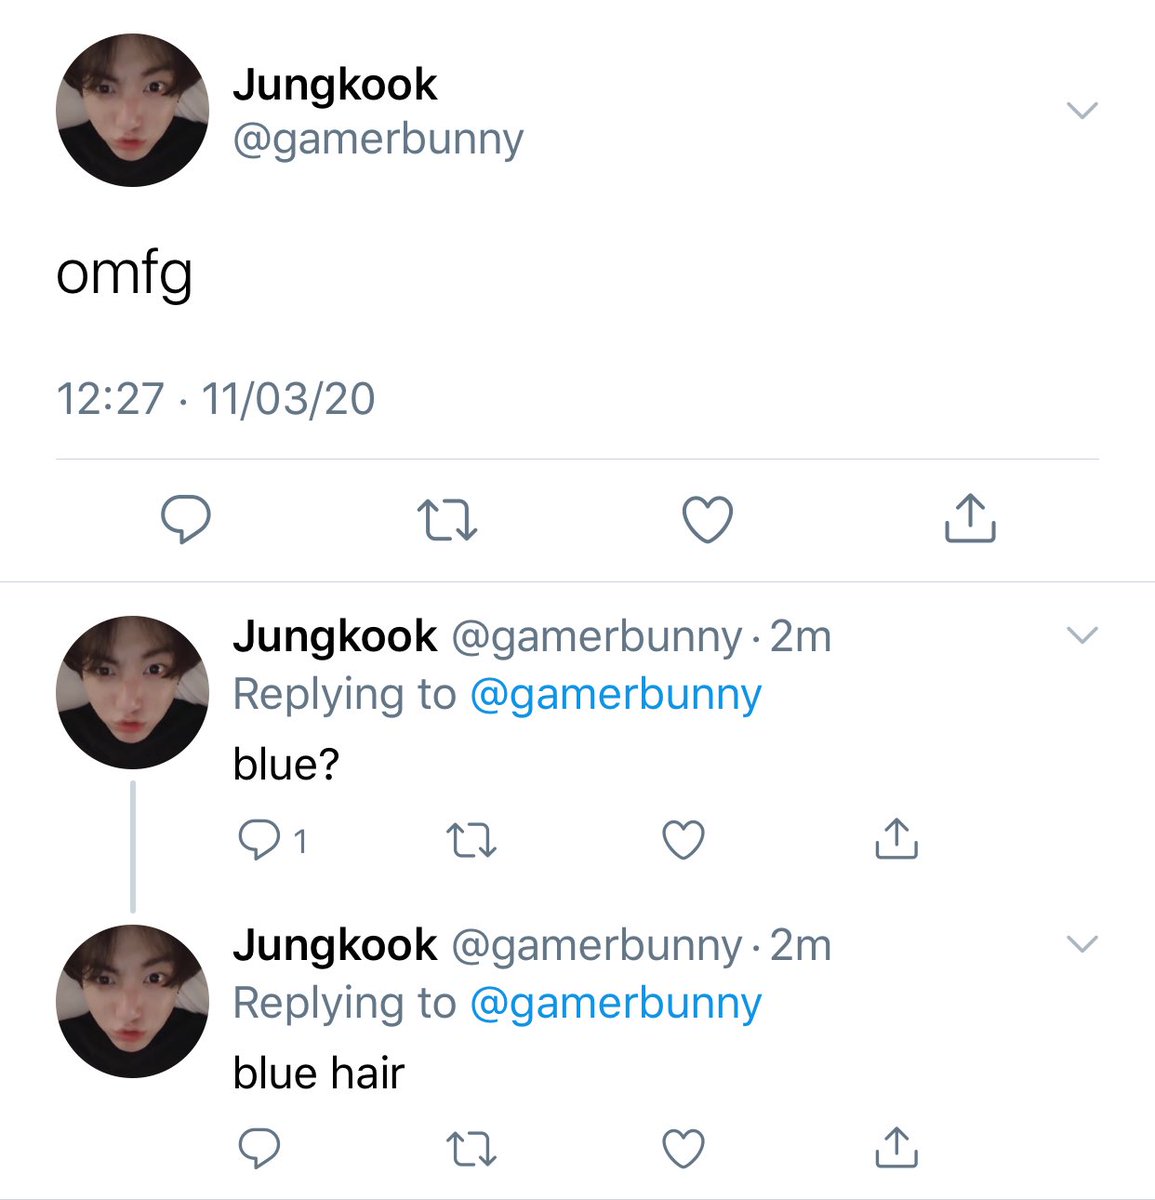 Jungkook
@gamerbunny
omfg
12:27 · 11/03/20
Jungkook @gamerbunny · 2m
Replying to @gamerbunny
blue?
1
Jungkook @gamerbunny · 2m
Replying to @gamerbunny
blue hair